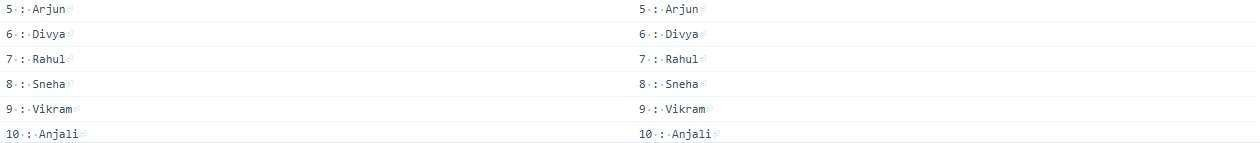 5 : Arjun
6 : Divya
7 : Rahul
8 : Sneha
9 : Vikram
10 : Anjali
5 : Arjun
6 : Divya
7 : Rahul
8 : Sneha
9 : Vikram
10 : Anjali